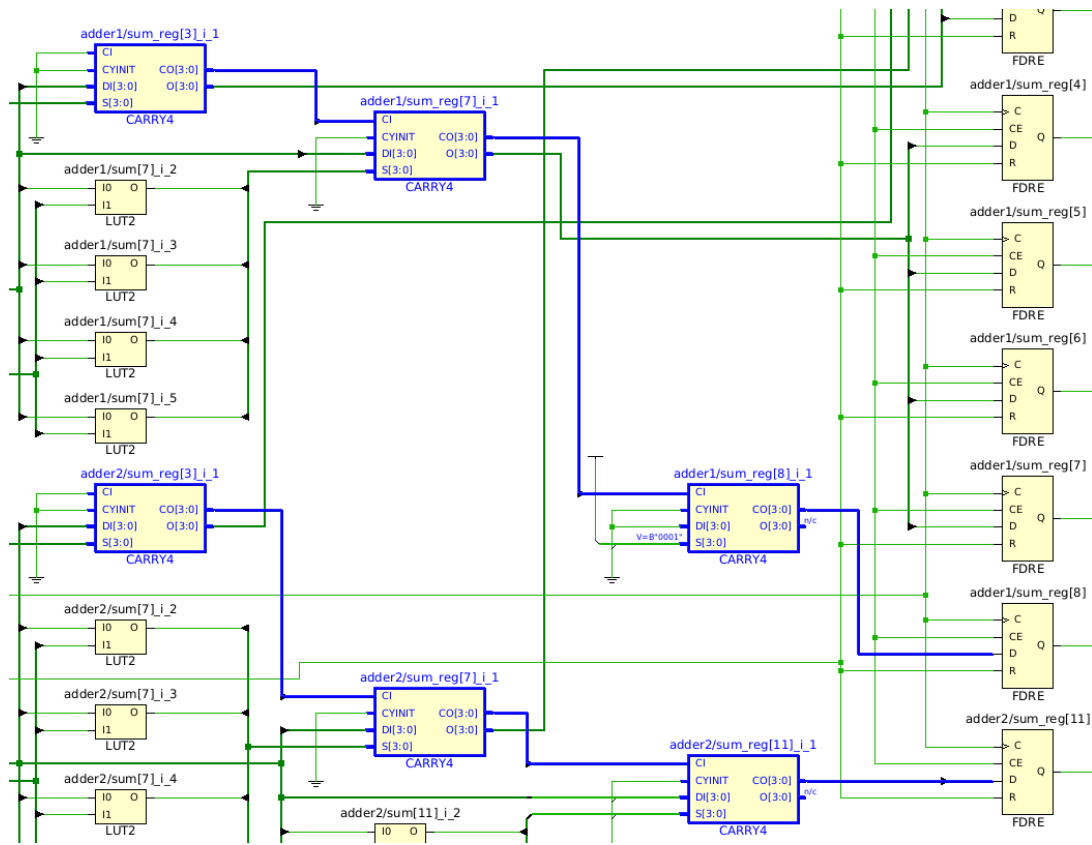 D Q
R
FDRE
adder1/sum_reg[3]_i_1
CI
CYINIT CO[3:0]
DI[3:0] O[3:0]
S[3:0]
CARRY4
adder1/sum_reg[7]_i_1
CI
CYINIT CO[3:0]
DI[3:0] O[3:0]
S[3:0]
CARRY4
adder1/sum_reg[4]
C
CE Q
D
R
FDRE
adder1/sum[7]_i_2
I0 O
I1
LUT2
adder1/sum_reg[5]
C
CE Q
D
R
FDRE
adder1/sum[7]_i_3
I0 O
I1
LUT2
adder1/sum[7]_i_4
I0 O
I1
LUT2
adder1/sum_reg[6]
C
CE Q
D
R
FDRE
adder1/sum[7]_i_5
I0 O
I1
LUT2
adder2/sum_reg[3]_i_1
CI
CYINIT CO[3:0]
DI[3:0] O[3:0]
S[3:0]
CARRY4
adder1/sum_reg[8]_i_1
CI
CYINIT CO[3:0]
DI[3:0] O[3:0] n/c
V=B"0001" S[3:0]
CARRY4
adder1/sum_reg[7]
C
CE Q
D
R
FDRE
adder2/sum[7]_i_2
I0 O
I1
LUT2
adder1/sum_reg[8]
C
CE Q
D
R
FDRE
adder2/sum[7]_i_3
I0 O
I1
LUT2
adder2/sum_reg[7]_i_1
CI
CYINIT CO[3:0]
DI[3:0] O[3:0]
S[3:0]
CARRY4
adder2/sum_reg[11]_i_1
CI
CYINIT CO[3:0]
DI[3:0] O[3:0] n/c
S[3:0]
CARRY4
adder2/sum_reg[11]
C
CE Q
D
R
FDRE
adder2/sum[7]_i_4
I0 O
I1
LUT2
adder2/sum[11]_i_2
I0 O